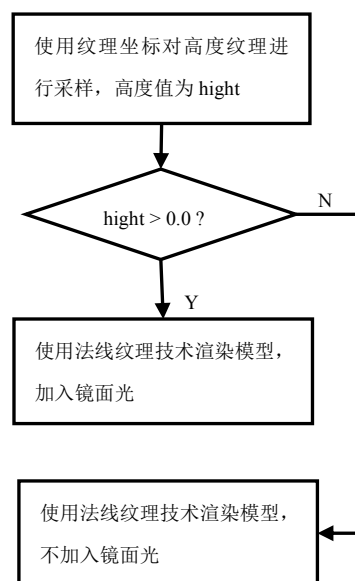 使用纹理坐标对高度纹理进
行采样，高度值为 hight
hight > 0.0 ?
N
Y
使用法线纹理技术渲染模型，
加入镜面光
使用法线纹理技术渲染模型，
不加入镜面光